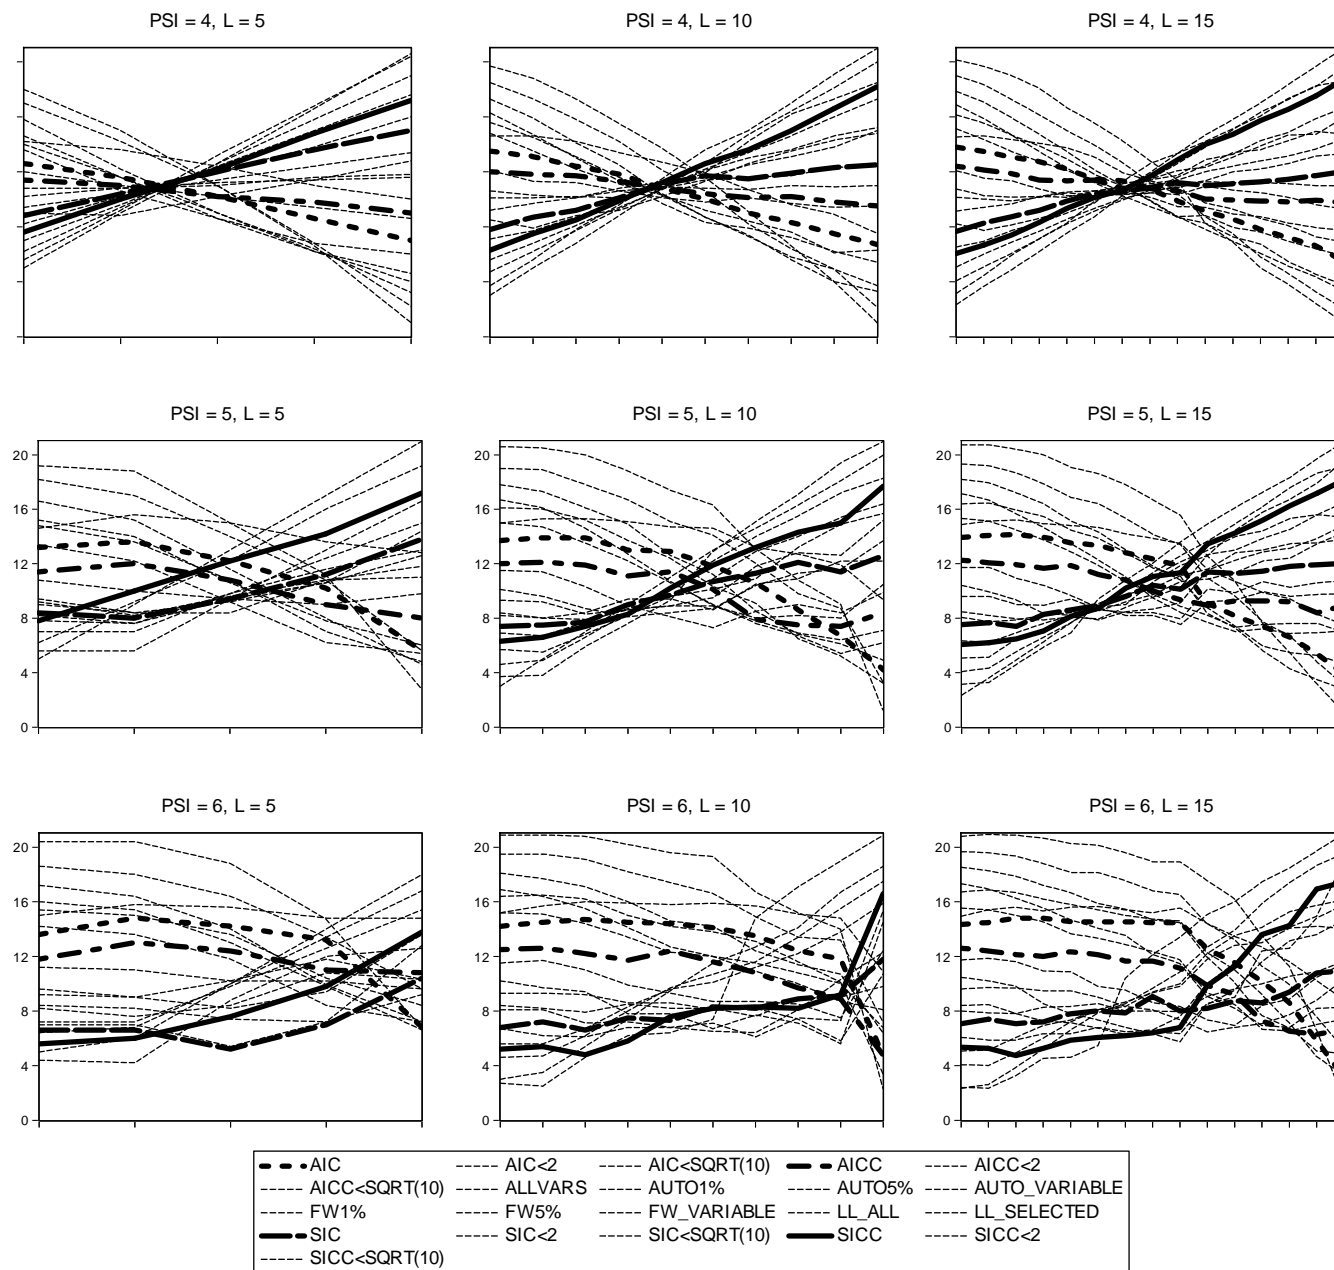 PSI = 4, L = 5 PSI = 4, L = 10 PSI = 4, L = 15
PSI = 5, L = 5 PSI = 5, L = 10 PSI = 5, L = 15
20 20 20
16 16 16
12 12 12
8 8 8
4 4 4
0 0 0
PSI = 6, L = 5 PSI = 6, L = 10 PSI = 6, L = 15
20 20 20
16 16 16
12 12 12
8 8 8
4 4 4
0 0 0
AIC AIC<2 AIC<SQRT(10) AICC AICC<2
AICC<SQRT(10) ALLVARS AUTO1% AUTO5% AUTO_VARIABLE
FW1% FW5% FW_VARIABLE LL_ALL LL_SELECTED
SIC SIC<2 SIC<SQRT(10) SICC SICC<2
SICC<SQRT(10)